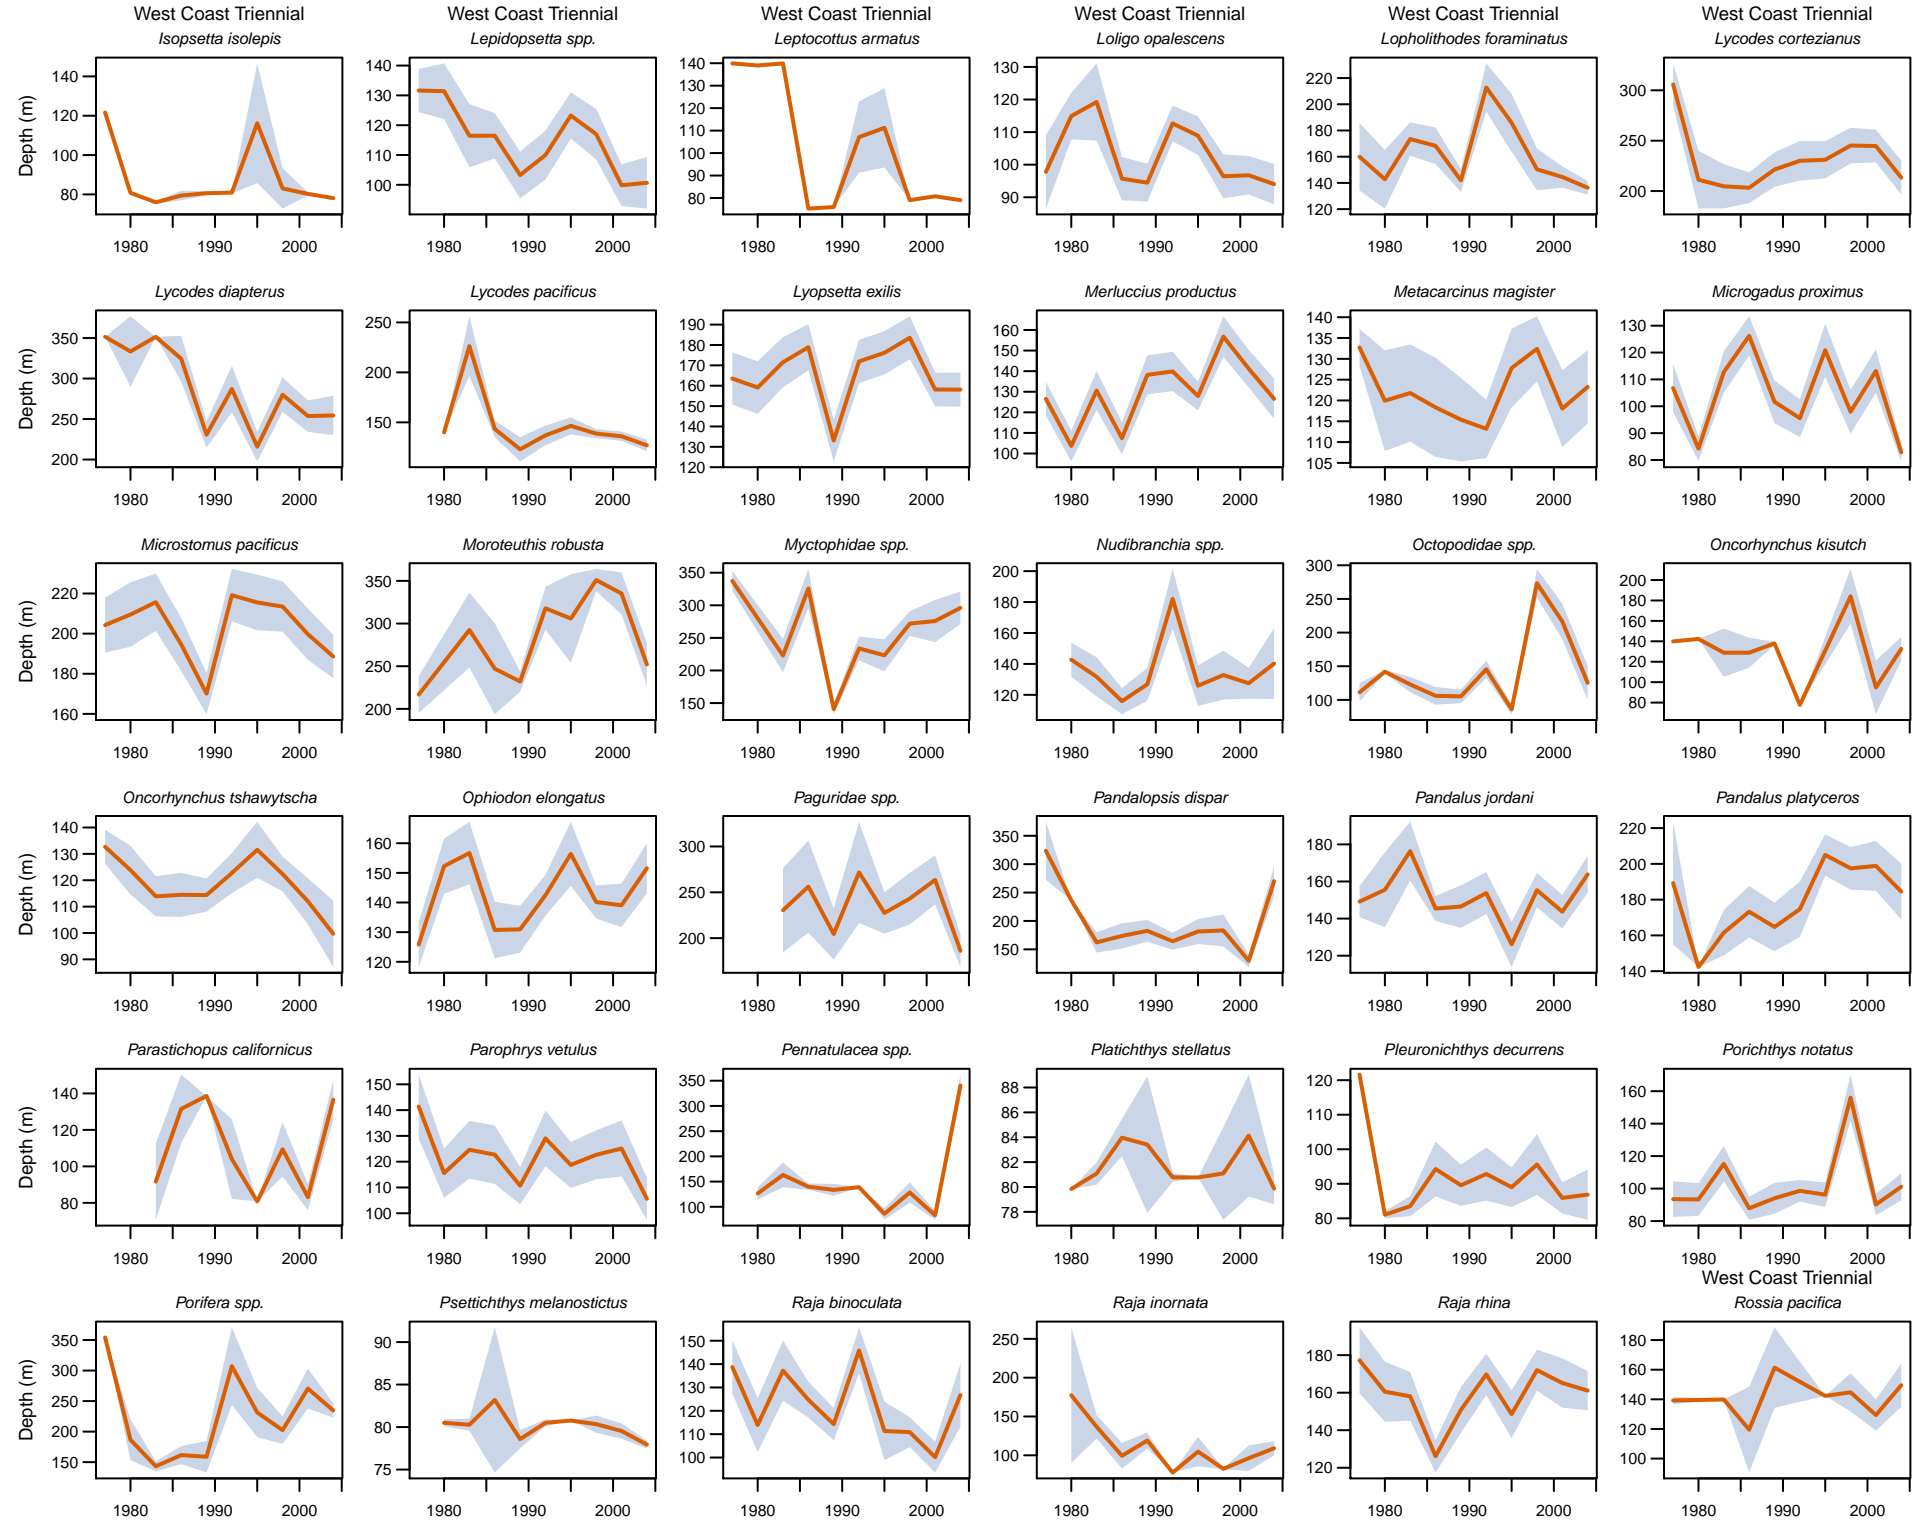 West Coast Triennial West Coast Triennial West Coast Triennial West Coast Triennial West Coast Triennial West Coast Triennial
Isopsetta isolepis Lepidopsetta spp. Leptocottus armatus Loligo opalescens Lopholithodes foraminatus Lycodes cortezianus
Depth (m)
140 120 100 80
140 130 120 110 100
140 130 120 110 100 90 80
130 120 110 100 90
220 200 180 160 140 120
300 250 200
1980 1990 2000 1980 1990 2000 1980 1990 2000 1980 1990 2000 1980 1990 2000 1980 1990 2000
Lycodes diapterus Lycodes pacificus Lyopsetta exilis Merluccius productus Metacarcinus magister Microgadus proximus
Depth (m)
350 300 250 200
250 200 150
190 180 170 160 150 140 130 120
160 150 140 130 120 110 100
140 135 130 125 120 115 110 105
130 120 110 100 90 80
1980 1990 2000 1980 1990 2000 1980 1990 2000 1980 1990 2000 1980 1990 2000 1980 1990 2000
Microstomus pacificus Moroteuthis robusta Myctophidae spp. Nudibranchia spp. Octopodidae spp. Oncorhynchus kisutch
Depth (m)
220 200 180 160
350 300 250 200
350 300 250 200 150
200 180 160 140 120
300 250 200 150 100
200 180 160 140 120 100 80
1980 1990 2000 1980 1990 2000 1980 1990 2000 1980 1990 2000 1980 1990 2000 1980 1990 2000
Oncorhynchus tshawytscha Ophiodon elongatus Paguridae spp. Pandalopsis dispar Pandalus jordani Pandalus platyceros
Depth (m)
140 130 120 110 100 90
160 150 140 130 120
300 250 200
350 300 250 200 150
180 160 140 120
220 200 180 160 140
1980 1990 2000 1980 1990 2000 1980 1990 2000 1980 1990 2000 1980 1990 2000 1980 1990 2000
Parastichopus californicus Parophrys vetulus Pennatulacea spp. Platichthys stellatus Pleuronichthys decurrens Porichthys notatus
Depth (m)
140 120 100 80
150 140 130 120 110 100
350 300 250 200 150 100
88 86 84 82 80 78
120 110 100 90 80
160 140 120 100 80
1980 1990 2000 1980 1990 2000 1980 1990 2000 1980 1990 2000 1980 1990 2000 1980 1990 2000
West Coast Triennial
Porifera spp. Psettichthys melanostictus Raja binoculata Raja inornata Raja rhina Rossia pacifica
Depth (m)
350 300 250 200 150
90 85 80 75
150 140 130 120 110 100
250 200 150 100
180 160 140 120
180 160 140 120 100
1980 1990 2000 1980 1990 2000 1980 1990 2000 1980 1990 2000 1980 1990 2000 1980 1990 2000